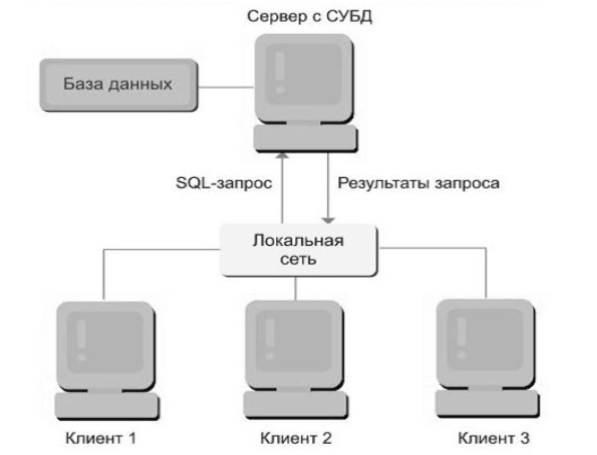 Сервер с СУБД
База данных
SQL-запрос
Результаты запроса
Локальная
сеть
Клиент 1
Клиент 2
Клиент 3